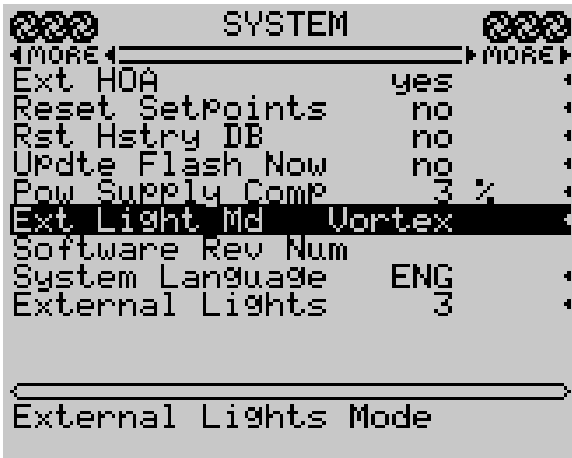 SYSTEM
MORE MORE
Ext HOA yes
Reset Setpoints no
Rst Hstry DB no
Updte Flash Now no
Pow Supply Comp 3 %
Ext Light Md Vortex
Software Rev Num
System Language ENG
External Lights 3
External Lights Mode